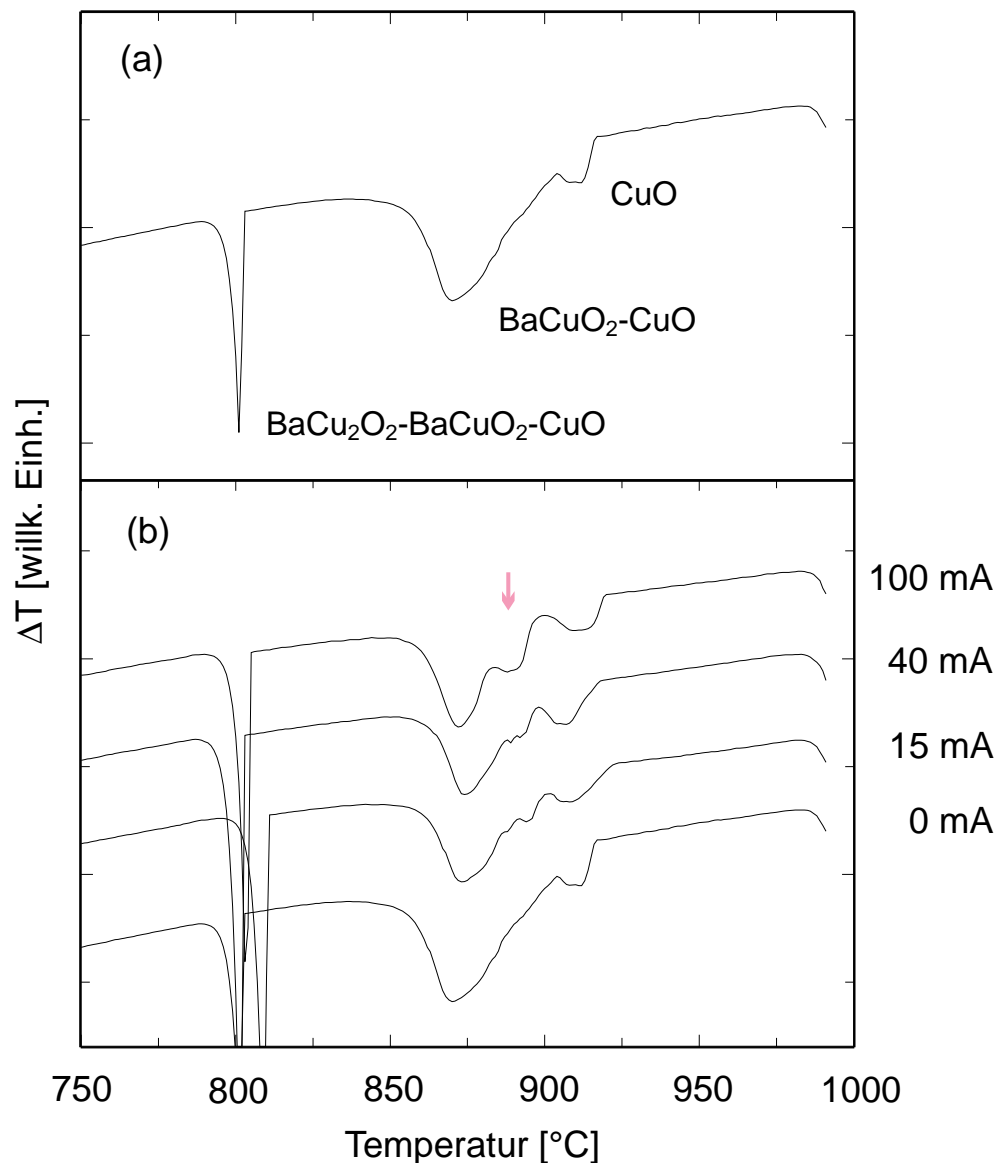 (a)
CuO
BaCuO₂-CuO
BaCu₂O₂-BaCuO₂-CuO
ΔT [willk. Einh.]
(b)
100 mA
40 mA
15 mA
0 mA
750 800 850 900 950 1000
Temperatur [°C]